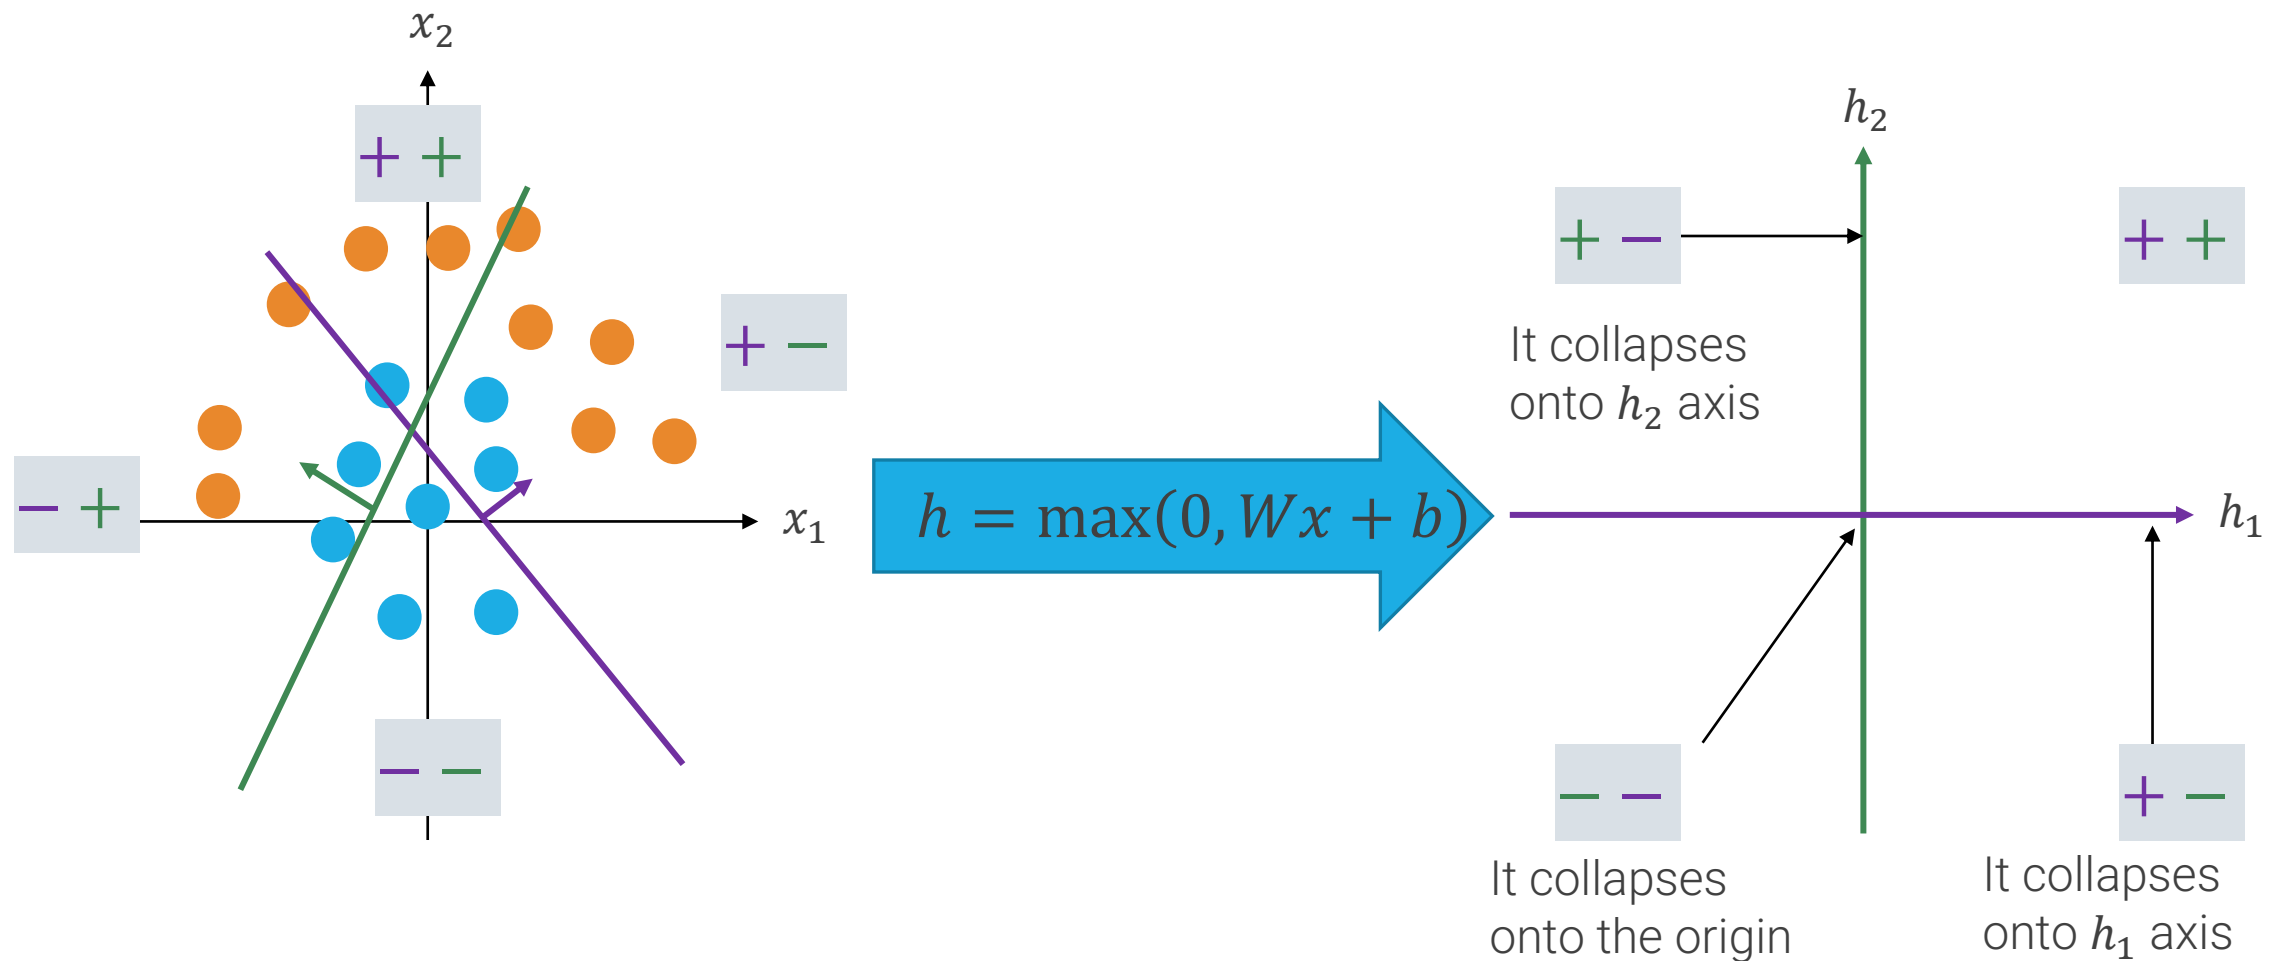 x₂
+ +
+ −
− +
x₁
− −
h = max(0, Wx + b)
h₂
+ −
+ +
It collapses
onto h₂ axis
h₁
− −
It collapses
onto the origin
+ −
It collapses
onto h₁ axis